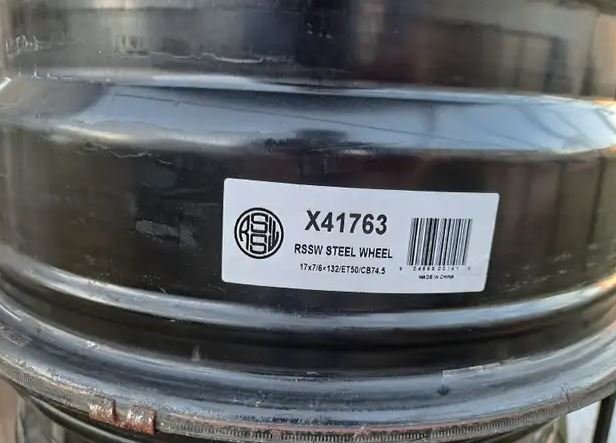 RSSW
X41763
RSSW STEEL WHEEL
17x7/6×132/ET50/CB74.5
MADE IN CHINA